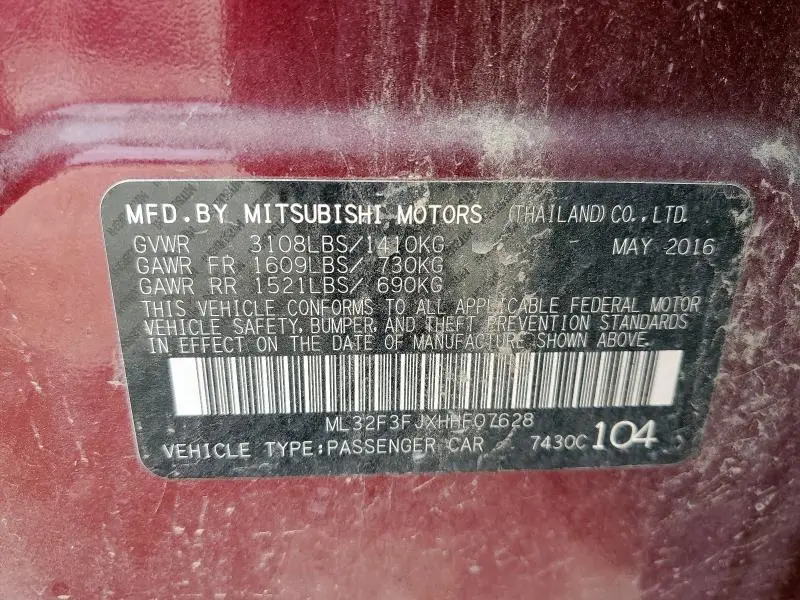 MFD.BY MITSUBISHI MOTORS (THAILAND)CO.,LTD.
GVWR 3108LBS/1410KG MAY 2016
GAWR FR 1609LBS/ 730KG
GAWR RR 1521LBS/ 690KG
THIS VEHICLE CONFORMS TO ALL APPLICABLE FEDERAL MOTOR
VEHICLE SAFETY, BUMPER, AND THEFT PREVENTION STANDARDS
IN EFFECT ON THE DATE OF MANUFACTURE SHOWN ABOVE.
ML32F3FJXHHF07628
VEHICLE TYPE:PASSENGER CAR 7430C 104